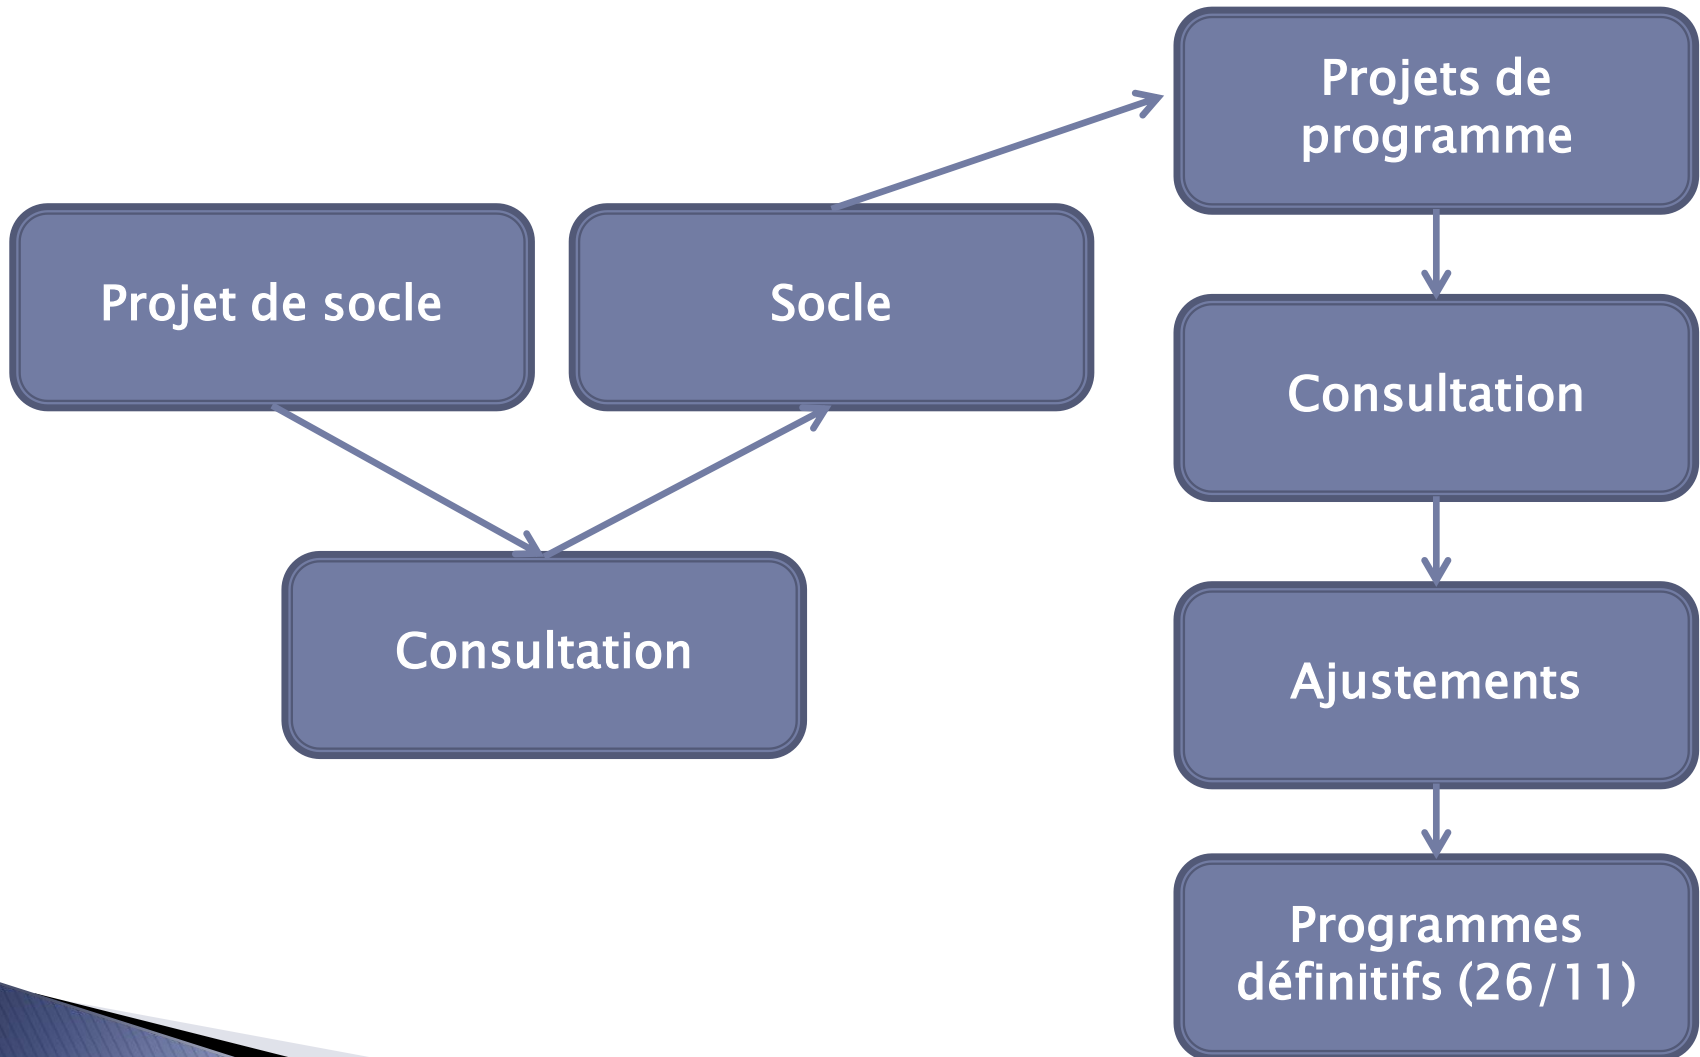 Projet de socle
Consultation
Socle
Projets de
programme
Consultation
Ajustements
Programmes
définitifs (26/11)